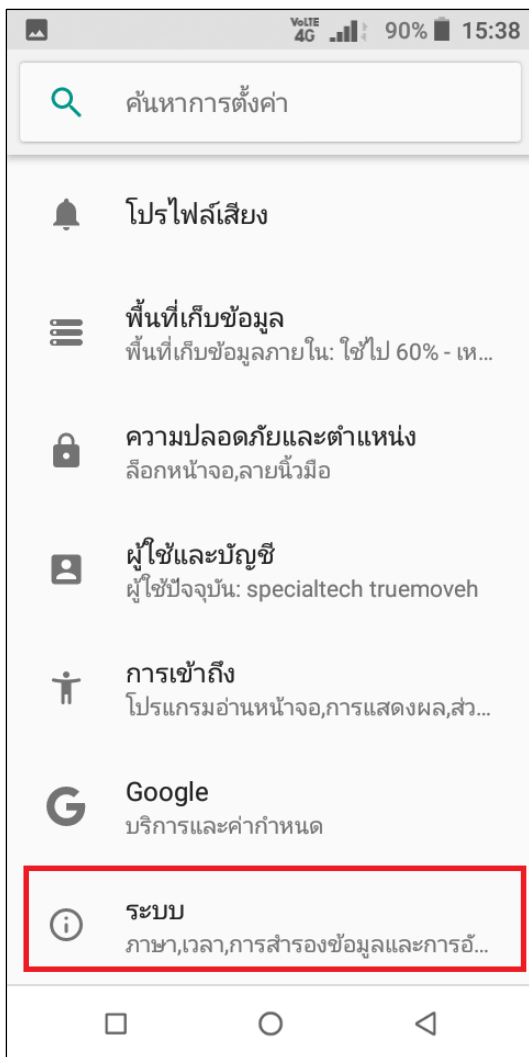 VoLTE
4G 90% 15:38
ค้นหาการตั้งค่า
โปรไฟล์เสียง
พื้นที่เก็บข้อมูล
พื้นที่เก็บข้อมูลภายใน: ใช้ไป 60% - เห...
ความปลอดภัยและตำแหน่ง
ล็อกหน้าจอ,ลายนิ้วมือ
ผู้ใช้และบัญชี
ผู้ใช้ปัจจุบัน: specialtech truemoveh
การเข้าถึง
โปรแกรมอ่านหน้าจอ,การแสดงผล,ส่ว...
Google
บริการและค่ากำหนด
ระบบ
ภาษา,เวลา,การสำรองข้อมูลและการอั...